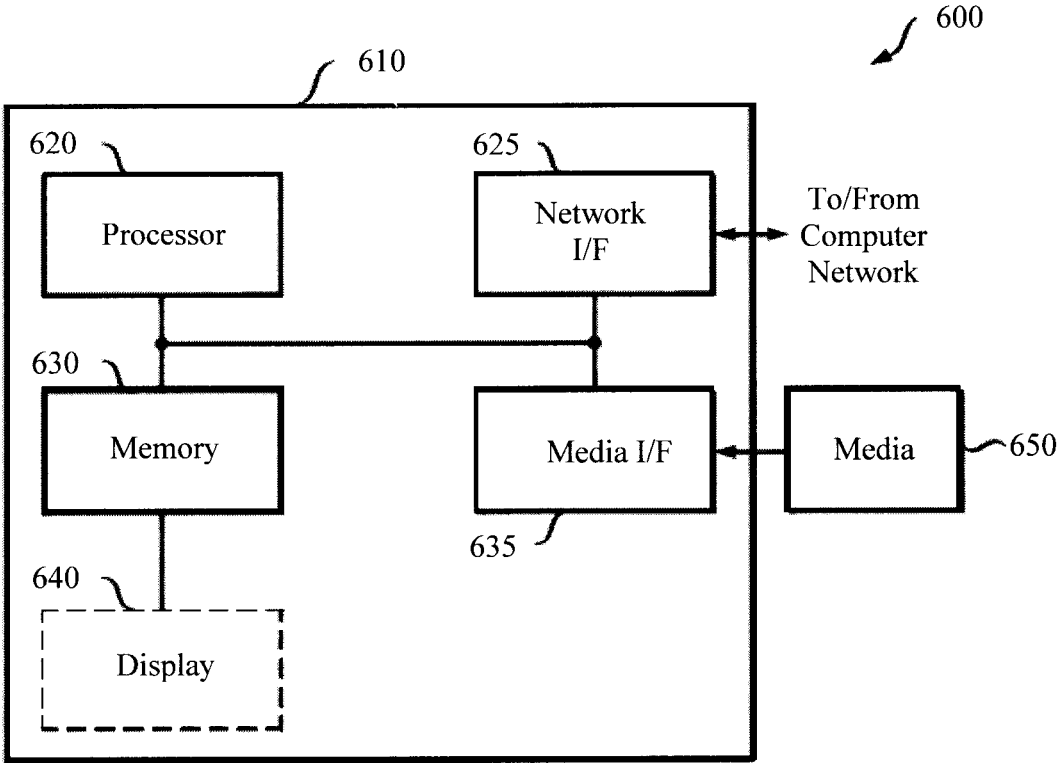 600
610
620
625
Processor
Network
I/F
To/From
Computer
Network
630
Memory
Media I/F
Media
650
635
640
Display